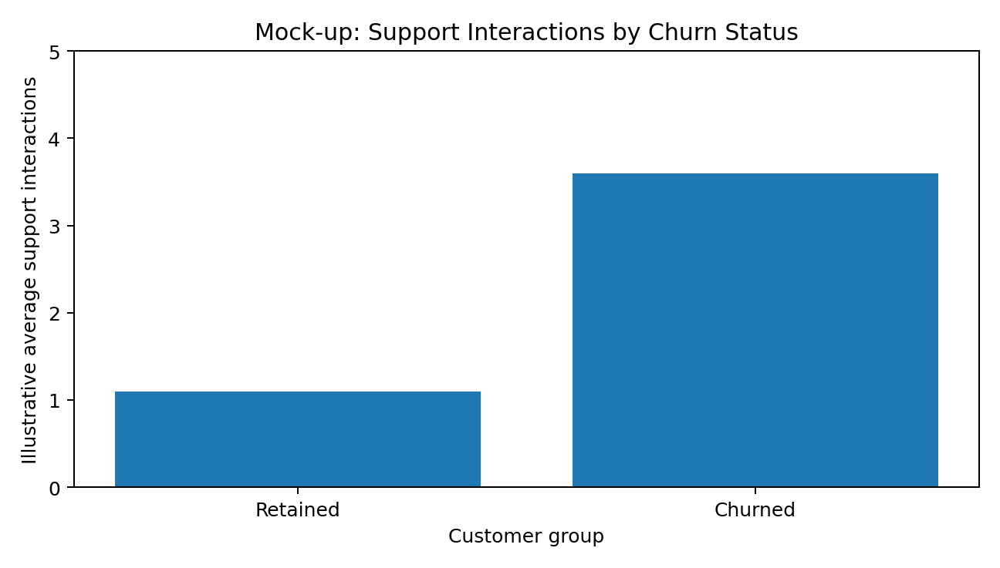 Mock-up: Support Interactions by Churn Status
Illustrative average support interactions
5
4
3
2
1
0
Retained
Churned
Customer group